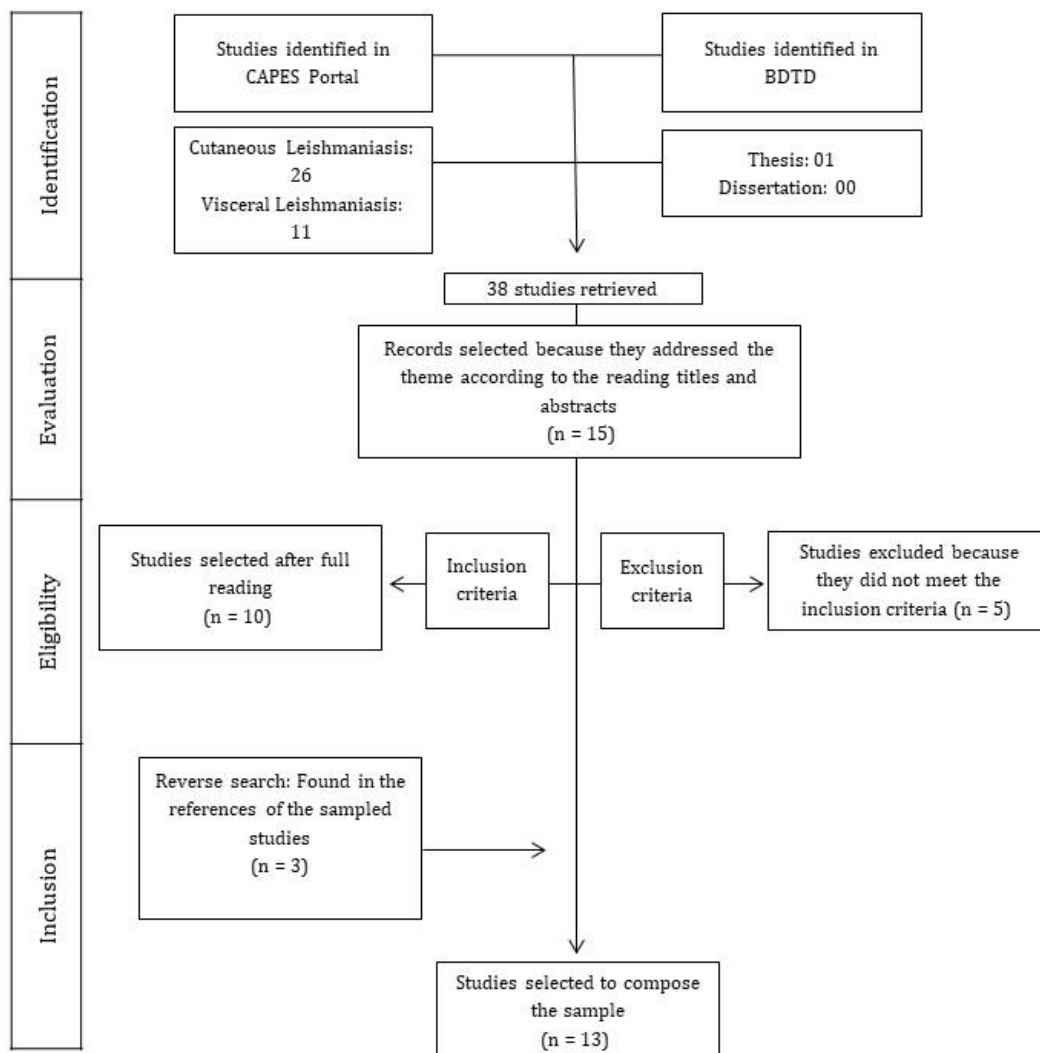 Identification
Studies identified in
CAPES Portal
Studies identified in
BDTD
Cutaneous Leishmaniasis:
26
Visceral Leishmaniasis:
11
Thesis: 01
Dissertation: 00
38 studies retrieved
Evaluation
Records selected because they addressed the
theme according to the reading titles and
abstracts
(n = 15)
Eligibility
Studies selected after full
reading
(n = 10)
Inclusion
criteria
Exclusion
criteria
Studies excluded because
they did not meet the
inclusion criteria (n = 5)
Inclusion
Reverse search: Found in the
references of the sampled
studies
(n = 3)
Studies selected to compose
the sample
(n = 13)